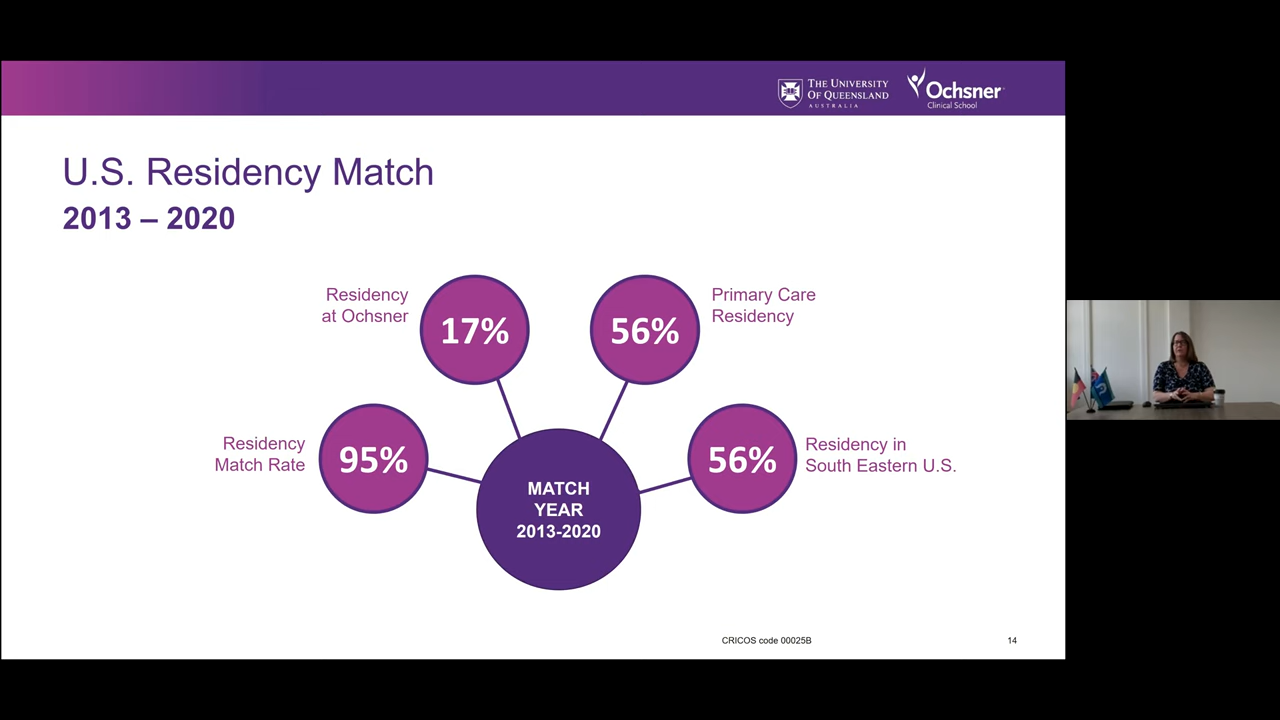 THE UNIVERSITY
OF QUEENSLAND
AUSTRALIA
Ochsner
Clinical School
U.S. Residency Match
2013 – 2020
Residency
at Ochsner
17%
56%
Primary Care
Residency
Residency
Match Rate
95%
56%
Residency in
South Eastern U.S.
MATCH
YEAR
2013-2020
CRICOS code 00025B
14